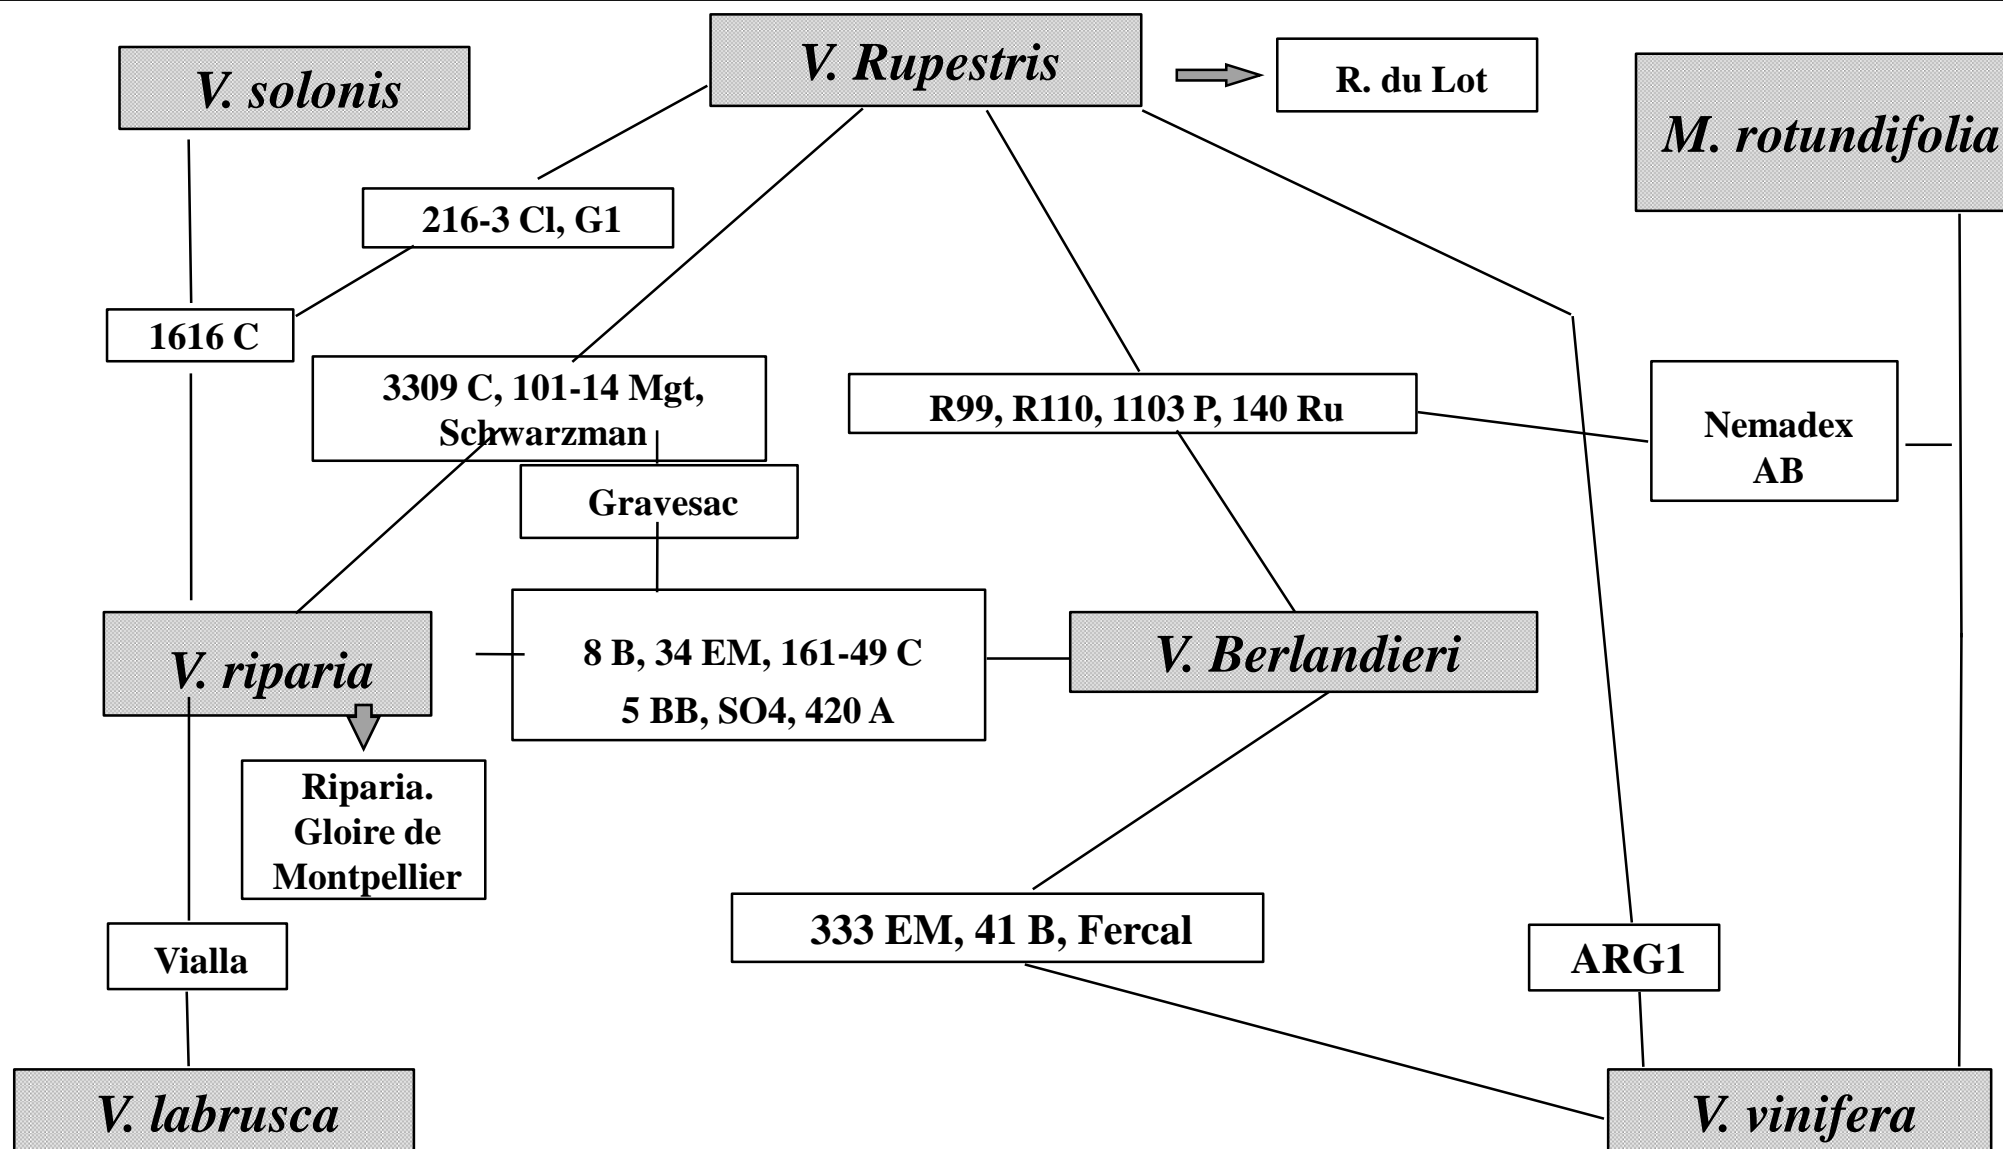 V. solonis
V. Rupestris
R. du Lot
M. rotundifolia
216-3 Cl, G1
1616 C
3309 C, 101-14 Mgt,
Schwarzman
R99, R110, 1103 P, 140 Ru
Nemadex
AB
Gravesac
V. riparia
8 B, 34 EM, 161-49 C
5 BB, SO4, 420 A
V. Berlandieri
Riparia.
Gloire de
Montpellier
Vialla
333 EM, 41 B, Fercal
ARG1
V. labrusca
V. vinifera